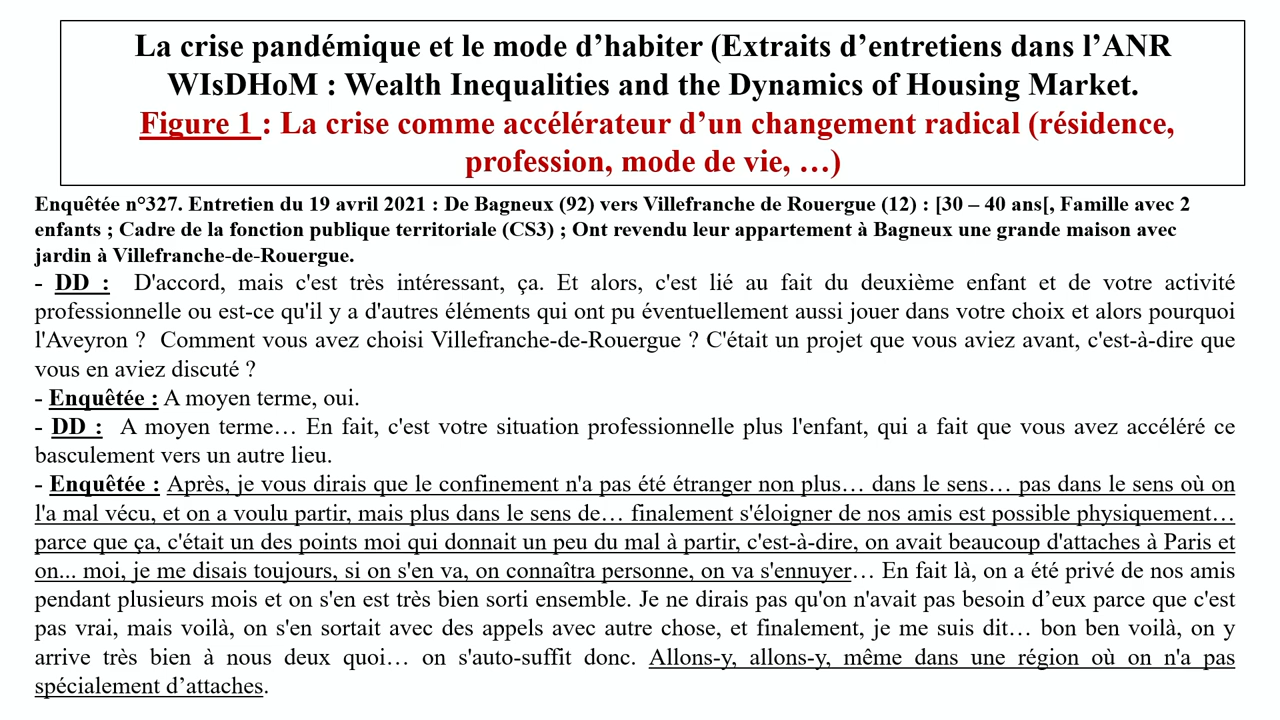 La crise pandémique et le mode d’habiter (Extraits d’entretiens dans l’ANR
WIsDHoM : Wealth Inequalities and the Dynamics of Housing Market.
Figure 1 : La crise comme accélérateur d’un changement radical (résidence,
profession, mode de vie, …)
Enquêtée n°327. Entretien du 19 avril 2021 : De Bagneux (92) vers Villefranche de Rouergue (12) : [30 – 40 ans[, Famille avec 2
enfants ; Cadre de la fonction publique territoriale (CS3) ; Ont revendu leur appartement à Bagneux une grande maison avec
jardin à Villefranche-de-Rouergue.
- DD : D'accord, mais c'est très intéressant, ça. Et alors, c'est lié au fait du deuxième enfant et de votre activité
professionnelle ou est-ce qu'il y a d'autres éléments qui ont pu éventuellement aussi jouer dans votre choix et alors pourquoi
l'Aveyron ? Comment vous avez choisi Villefranche-de-Rouergue ? C'était un projet que vous aviez avant, c'est-à-dire que
vous en aviez discuté ?
- Enquêtée : A moyen terme, oui.
- DD : A moyen terme… En fait, c'est votre situation professionnelle plus l'enfant, qui a fait que vous avez accéléré ce
basculement vers un autre lieu.
- Enquêtée : Après, je vous dirais que le confinement n'a pas été étranger non plus… dans le sens… pas dans le sens où on
l'a mal vécu, et on a voulu partir, mais plus dans le sens de… finalement s'éloigner de nos amis est possible physiquement…
parce que ça, c'était un des points moi qui donnait un peu du mal à partir, c'est-à-dire, on avait beaucoup d'attaches à Paris et
on... moi, je me disais toujours, si on s'en va, on connaîtra personne, on va s'ennuyer… En fait là, on a été privé de nos amis
pendant plusieurs mois et on s'en est très bien sorti ensemble. Je ne dirais pas qu'on n'avait pas besoin d’eux parce que c'est
pas vrai, mais voilà, on s'en sortait avec des appels avec autre chose, et finalement, je me suis dit… bon ben voilà, on y
arrive très bien à nous deux quoi… on s'auto-suffit donc. Allons-y, allons-y, même dans une région où on n'a pas
spécialement d’attaches.